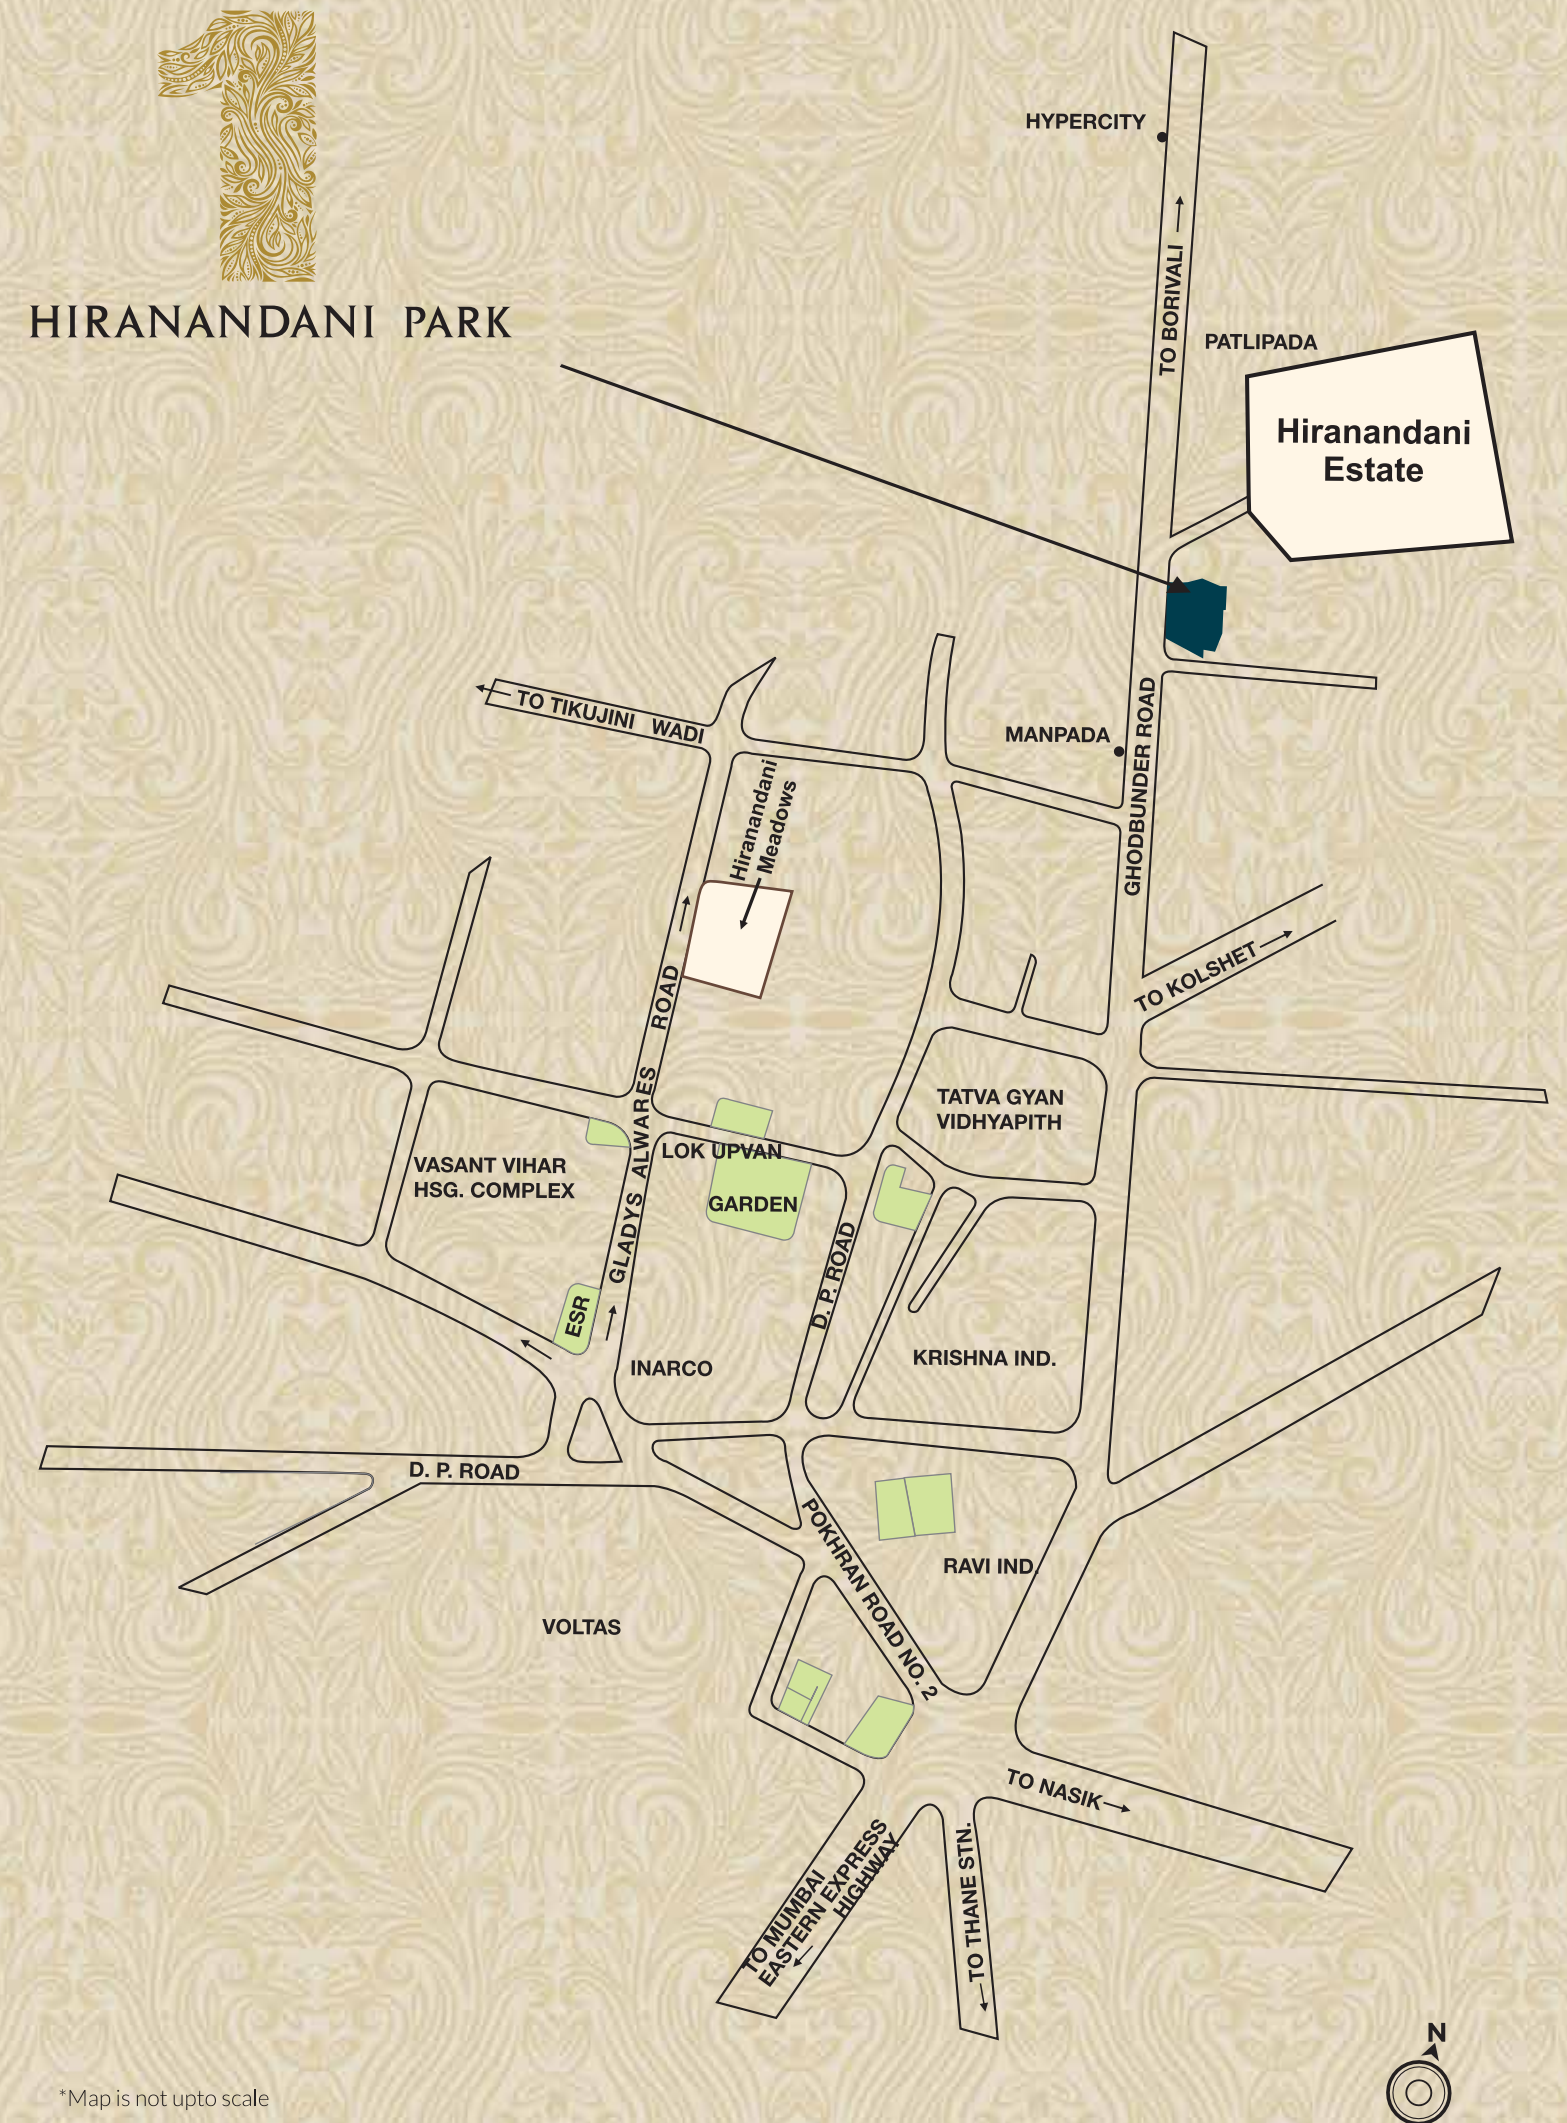 1
HIRANANDANI PARK
HYPERCITY
TO BORIVALI
PATLIPADA
Hiranandani
Estate
TO TIKUJINI WADI
MANPADA
GHODBUNDER ROAD
Hiranandani
Meadows
TO KOLSHET
GLADYS ALWARES ROAD
TATVA GYAN
VIDHYAPITH
LOK UPVAN
GARDEN
VASANT VIHAR
HSG. COMPLEX
D. P. ROAD
ESR
INARCO
KRISHNA IND.
D. P. ROAD
POKHRAN ROAD NO. 2
RAVI IND.
VOLTAS
TO NASIK
TO MUMBAI
EASTERN EXPRESS
HIGHWAY
TO THANE STN.
N
*Map is not upto scale